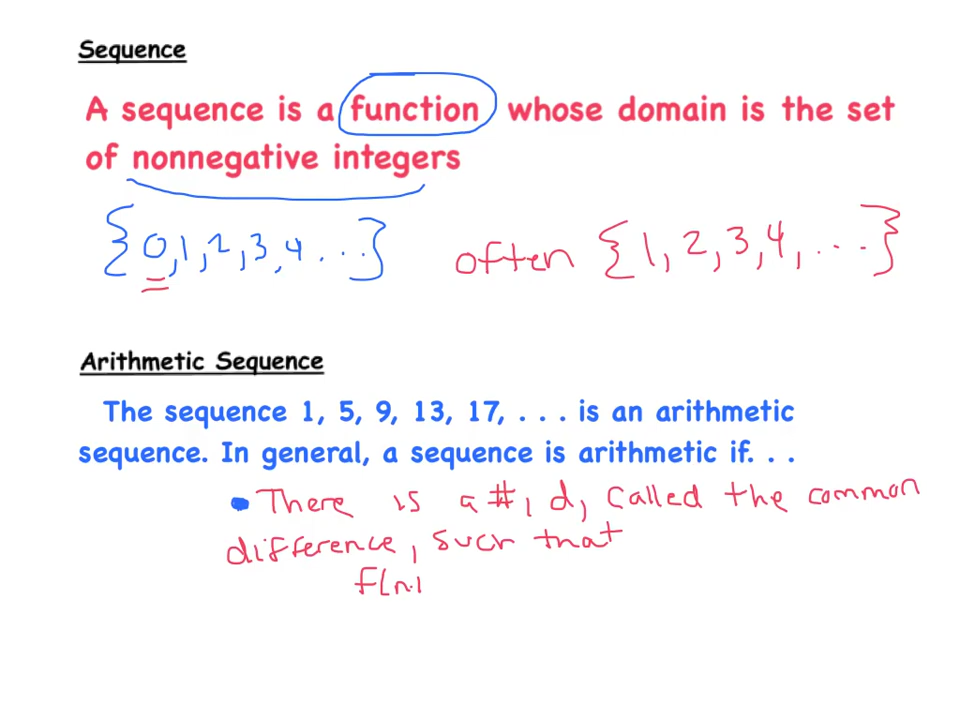 Sequence
A sequence is a function whose domain is the set
of nonnegative integers
{0,1,2,3,4...} often {1,2,3,4,...}
Arithmetic Sequence
The sequence 1, 5, 9, 13, 17, . . . is an arithmetic
sequence. In general, a sequence is arithmetic if. . .
• There is a #, d, called the common
difference, such that
f(n.